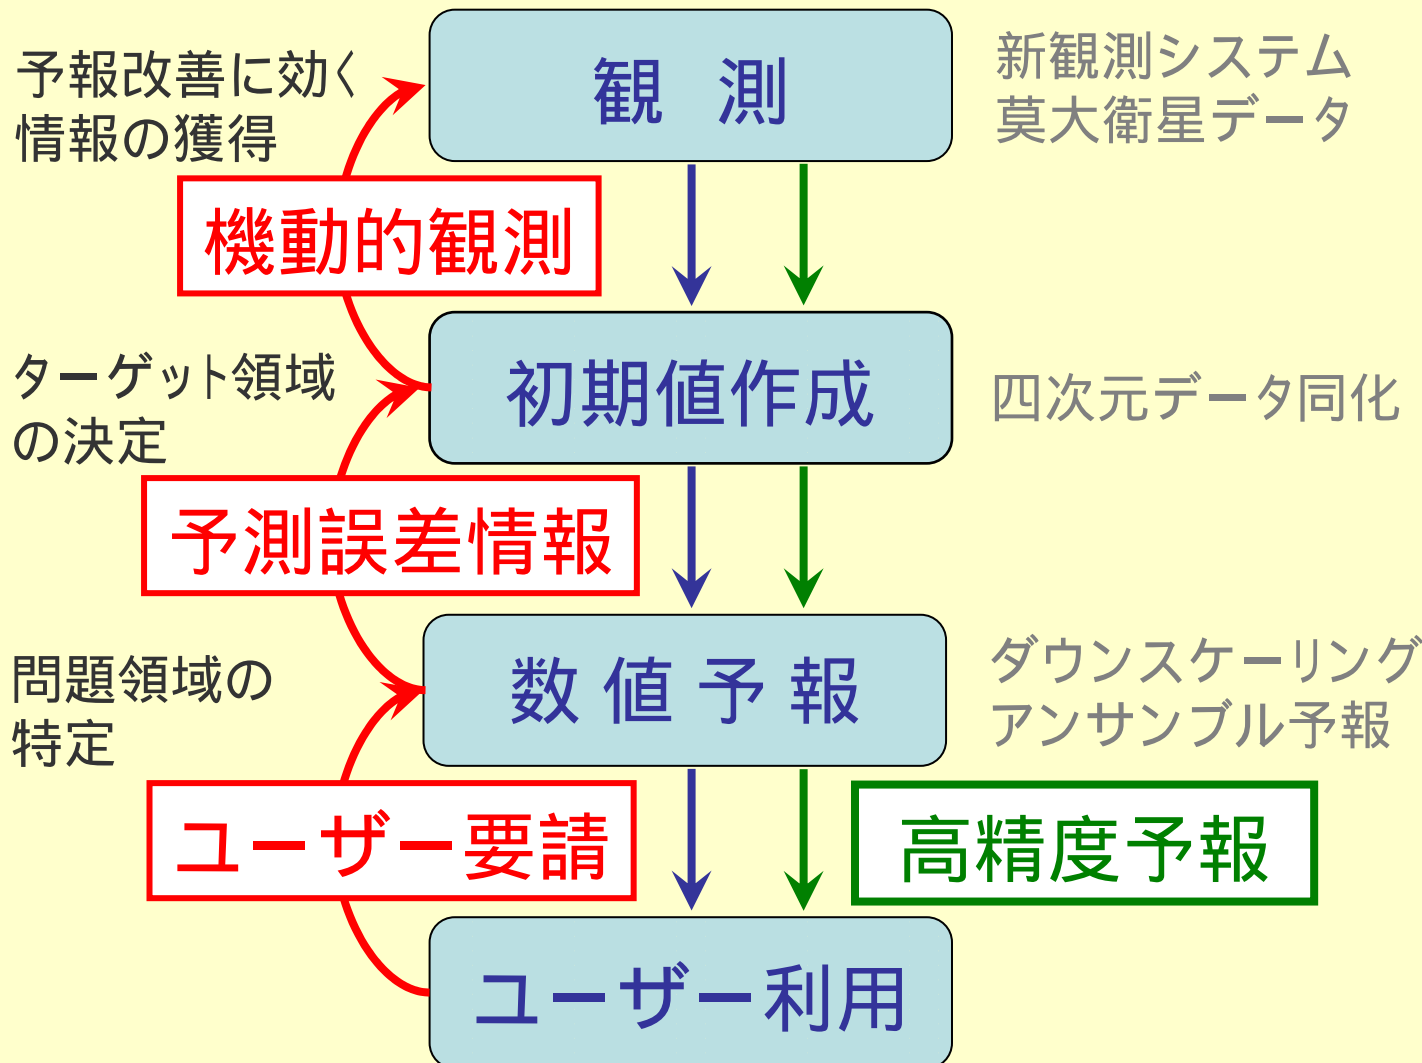 予報改善に効く
情報の獲得
観 測
新観測システム
莫大衛星データ
機動的観測
ターゲット領域
の決定
初期値作成
四次元データ同化
予測誤差情報
問題領域の
特定
数 値 予 報
ダウンスケーリング
アンサンブル予報
ユーザー要請
高精度予報
ユーザー利用